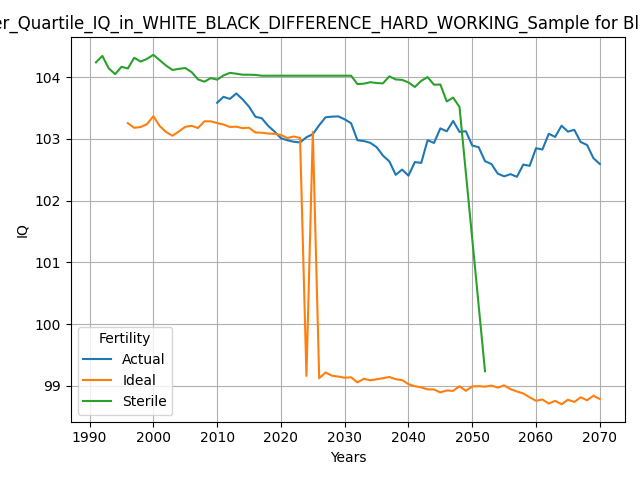 er_Quartile_IQ_in_WHITE_BLACK_DIFFERENCE_HARD_WORKING_Sample for Bl
104
103
102
101
100
99
IQ
Fertility
Actual
Ideal
Sterile
1990 2000 2010 2020 2030 2040 2050 2060 2070
Years